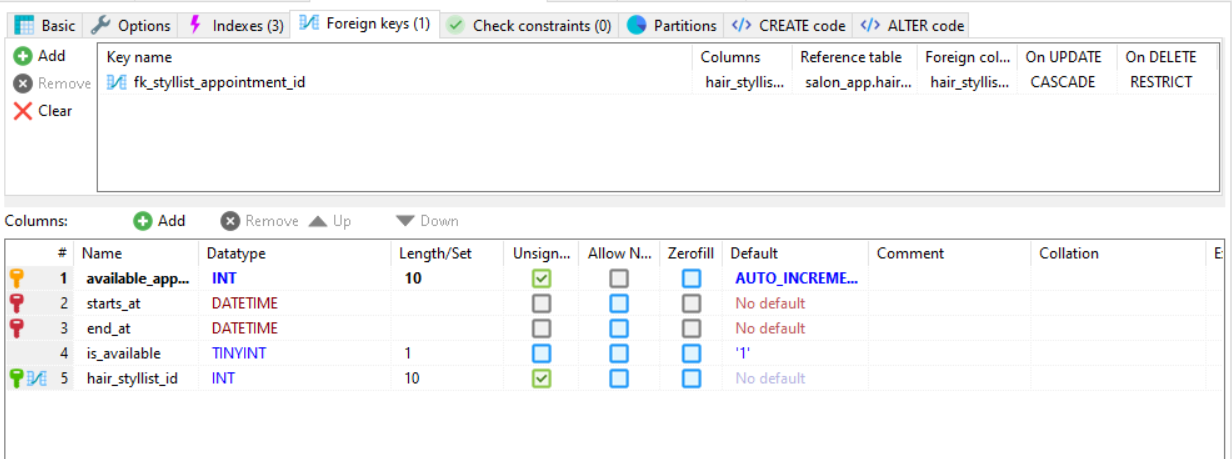 Basic Options Indexes (3) Foreign keys (1) Check constraints (0) Partitions </> CREATE code </> ALTER code
Add Key name Columns Reference table Foreign col... On UPDATE On DELETE
Remove fk_styllist_appointment_id hair_styllis... salon_app.hair... hair_styllis... CASCADE RESTRICT
Clear
Columns: Add Remove Up Down
# Name Datatype Length/Set Unsign... Allow N... Zerofill Default Comment Collation E
1 available_app... INT 10 AUTO_INCREME...
2 starts_at DATETIME No default
3 end_at DATETIME No default
4 is_available TINYINT 1 '1'
5 hair_styllist_id INT 10 No default